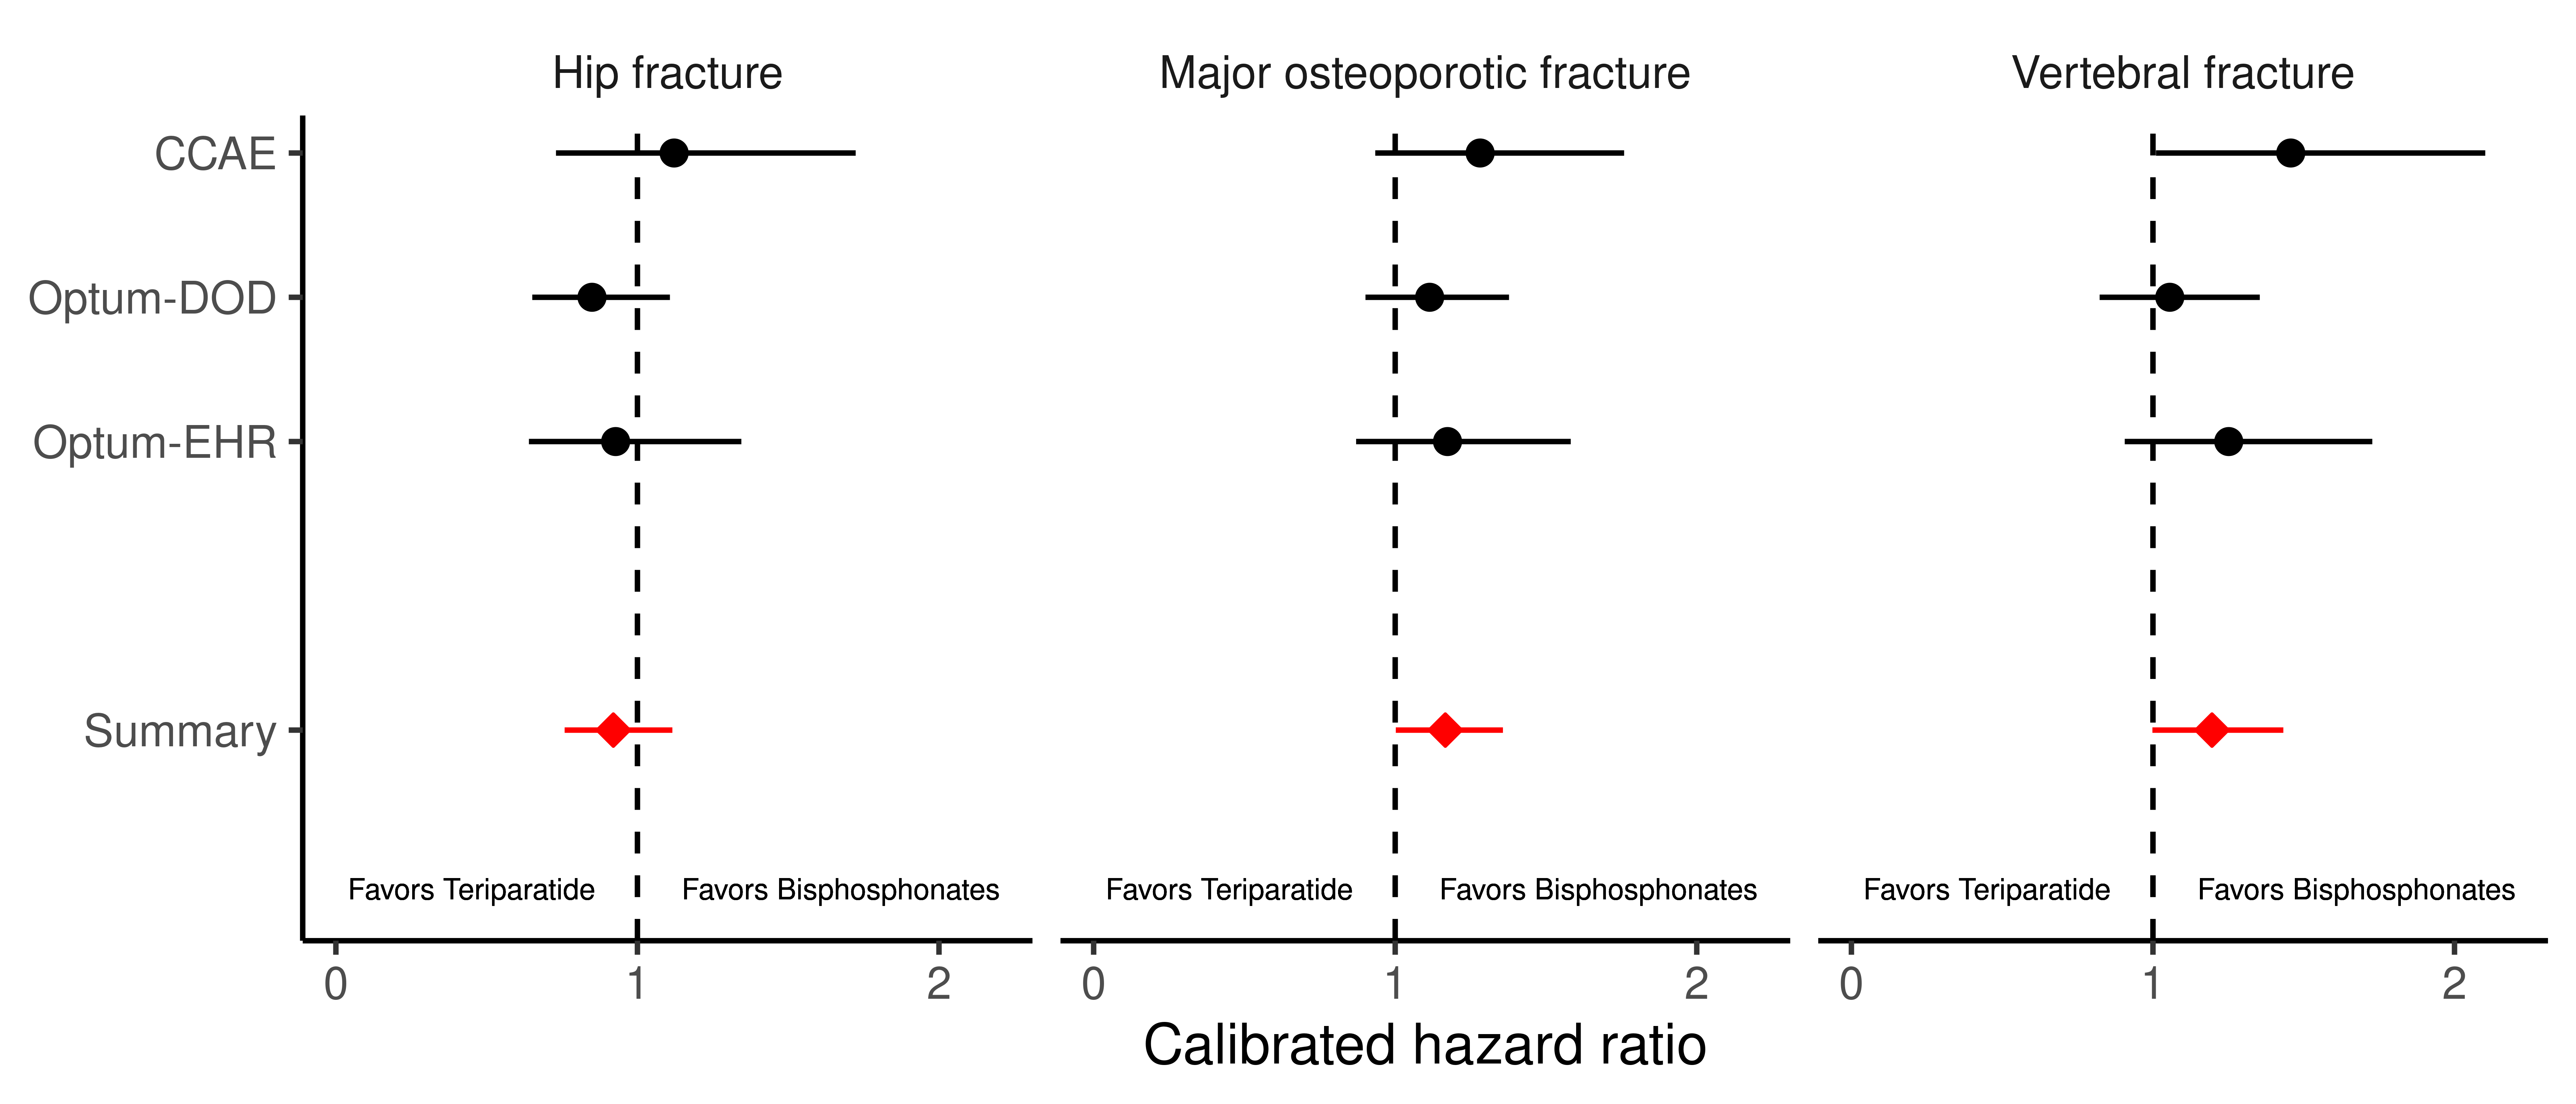 Hip fracture
Major osteoporotic fracture
Vertebral fracture
CCAE
Optum-DOD
Optum-EHR
Summary
Favors Teriparatide
Favors Bisphosphonates
Favors Teriparatide
Favors Bisphosphonates
Favors Teriparatide
Favors Bisphosphonates
0
1
2
0
1
2
0
1
2
Calibrated hazard ratio